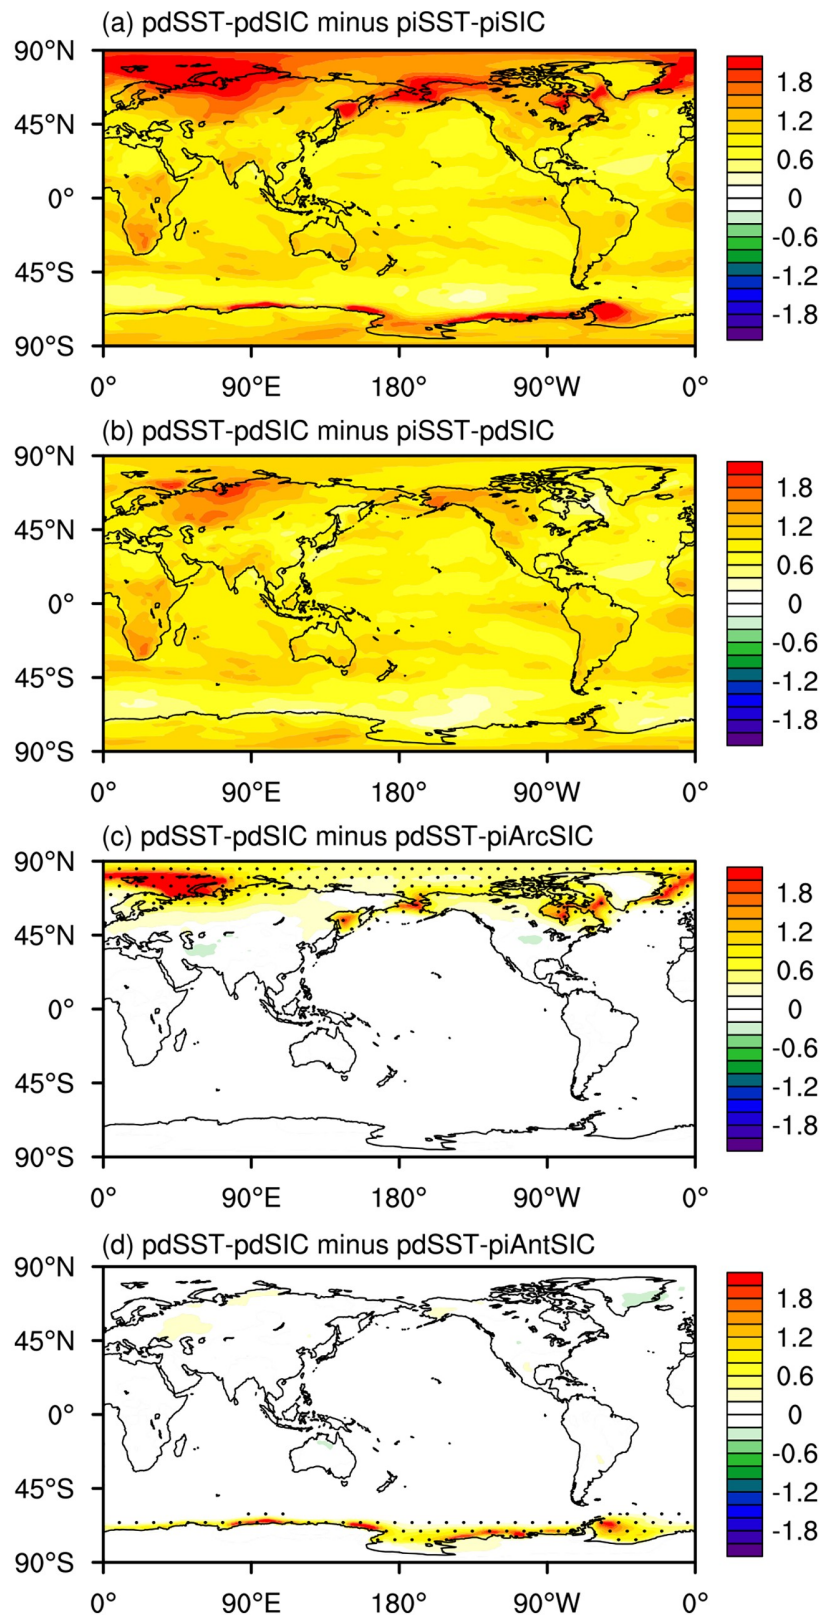 (a) pdSST-pdSIC minus piSST-piSIC
90°N
45°N
0°
45°S
90°S
0° 90°E 180° 90°W 0°
1.8
1.2
0.6
0
-0.6
-1.2
-1.8
(b) pdSST-pdSIC minus piSST-pdSIC
90°N
45°N
0°
45°S
90°S
0° 90°E 180° 90°W 0°
1.8
1.2
0.6
0
-0.6
-1.2
-1.8
(c) pdSST-pdSIC minus pdSST-piArcSIC
90°N
45°N
0°
45°S
90°S
0° 90°E 180° 90°W 0°
1.8
1.2
0.6
0
-0.6
-1.2
-1.8
(d) pdSST-pdSIC minus pdSST-piAntSIC
90°N
45°N
0°
45°S
90°S
0° 90°E 180° 90°W 0°
1.8
1.2
0.6
0
-0.6
-1.2
-1.8